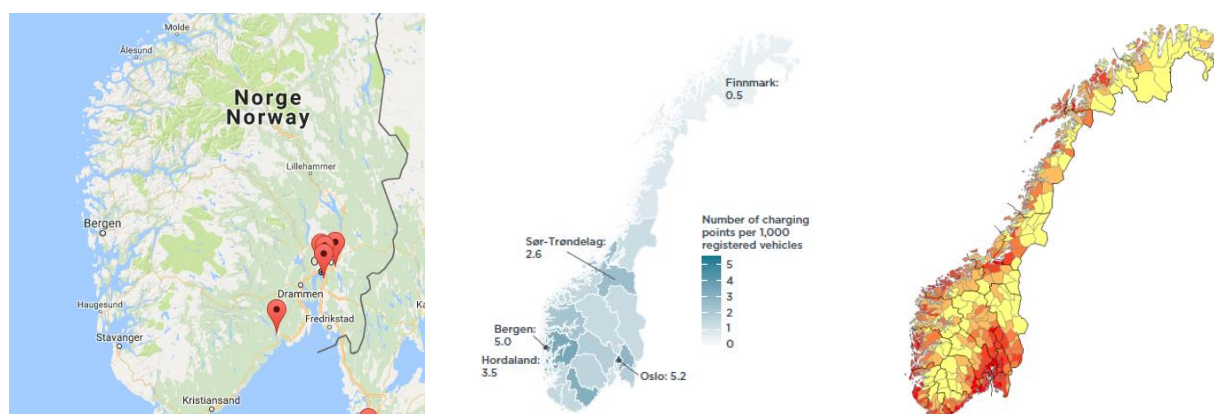 Molde
Ålesund
Norge
Norway
Lillehammer
Bergen
Drammen
Haugesund
Fredrikstad
Stavanger
Kristiansand
Finnmark:
0.5
Number of charging
points per 1,000
registered vehicles
5
4
3
2
1
0
Sør-Trøndelag:
2.6
Bergen:
5.0
Hordaland:
3.5
Oslo: 5.2